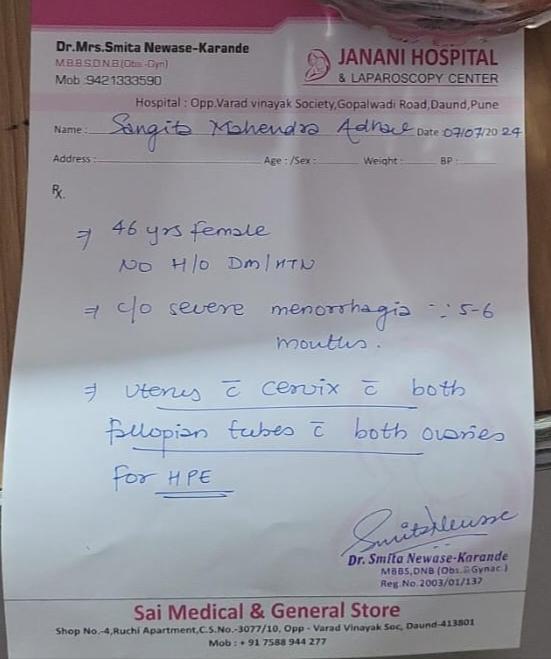 Dr.Mrs.Smita Newase-Karande
M.B.B.S,D.N.B.(Obs.-Gyn)
Mob :9421333590
JANANI HOSPITAL
& LAPAROSCOPY CENTER
Hospital : Opp.Varad vinayak Society,Gopalwadi Road,Daund,Pune
Name : Sangita Mahendra Date 07/07/2024
Address : Age : /Sex : Weight : BP :
Rx.
⇒ 46 yrs female
NO H/O DM/HTN
⇒ c/o severe menorrhagia 5-6
months.
⇒ Uterus c̄ cervix c̄ both
fallopian tubes c̄ both ovaries
for HPE
Dr. Smita Newase-Karande
MBBS,DNB (Obs.& Gynac.)
Reg.No.2003/01/137
Sai Medical & General Store
Shop No.-4,Ruchi Apartment,C.S.No.-3077/10, Opp - Varad Vinayak Soc, Daund-413801
Mob : + 91 7588 944 277